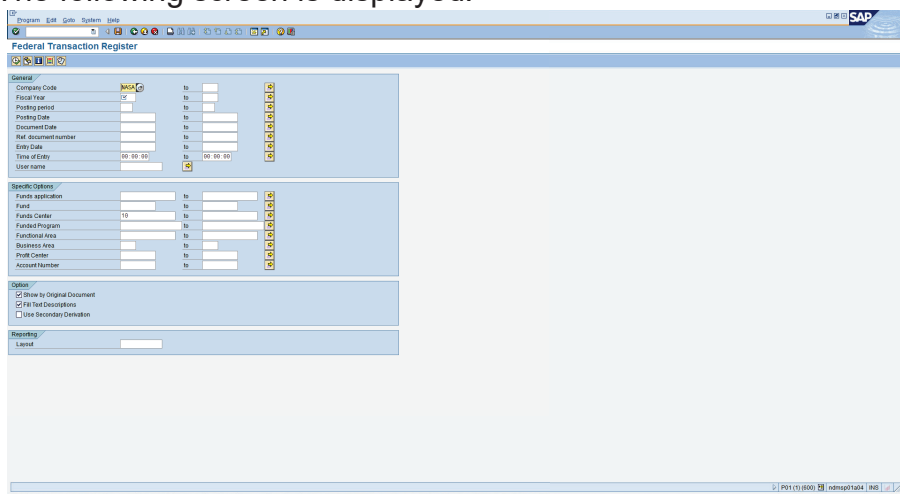 The following screen is displayed.
Program Edit Goto System Help
SAP
Federal Transaction Register
General
Company Code NASA to
Fiscal Year to
Posting period to
Posting Date to
Document Date to
Ref. document number to
Entry Date to
Time of Entry 00:00:00 to 00:00:00
User name
Specific Options
Funds application to
Fund to
Funds Center 10 to
Funded Program to
Functional Area to
Business Area to
Profit Center to
Account Number to
Option
Show by Original Document
Fill Text Descriptions
Use Secondary Derivation
Reporting
Layout
P01 (1) (600) ndmsp01a04 INS